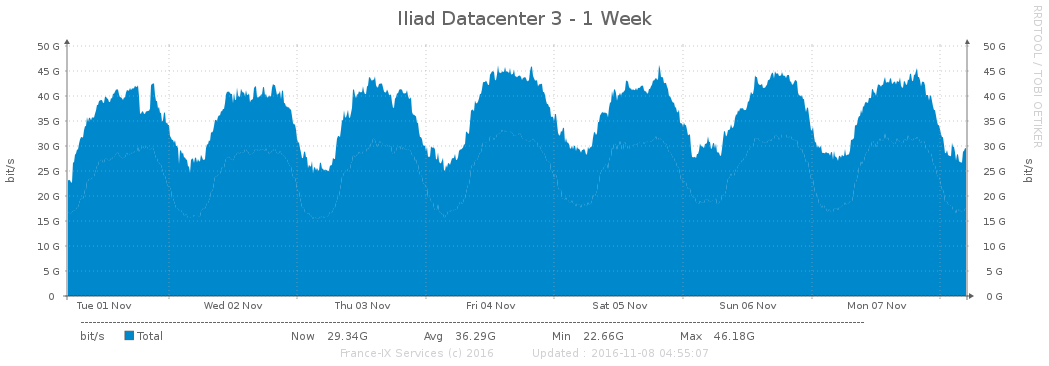 Iliad Datacenter 3 - 1 Week
RRDTOOL / TOBI OETIKER
bit/s
50 G
45 G
40 G
35 G
30 G
25 G
20 G
15 G
10 G
5 G
0
50 G
45 G
40 G
35 G
30 G
25 G
20 G
15 G
10 G
5 G
0 G
bit/s
Tue 01 Nov Wed 02 Nov Thu 03 Nov Fri 04 Nov Sat 05 Nov Sun 06 Nov Mon 07 Nov
bit/s Total Now 29.34G Avg 36.29G Min 22.66G Max 46.18G
France-IX Services (c) 2016 Updated : 2016-11-08 04:55:07